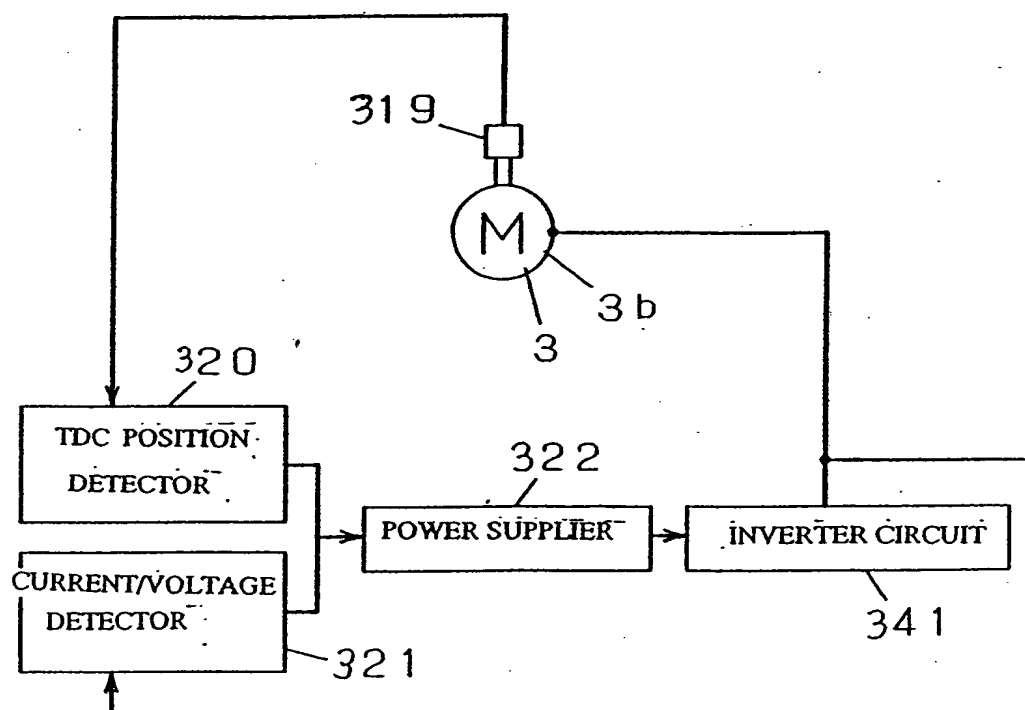 319
M
3b
3
320
TDC POSITION
DETECTOR
322
POWER SUPPLIER
INVERTER CIRCUIT
CURRENT/VOLTAGE
DETECTOR
341
321